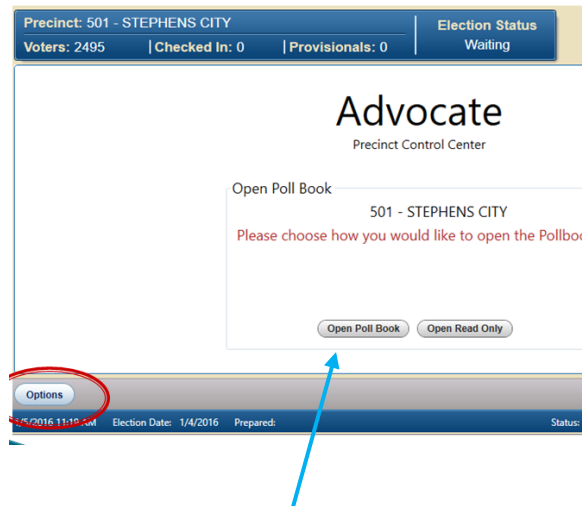 Precinct: 501 - STEPHENS CITY
Voters: 2495 |Checked In: 0 |Provisionals: 0
Election Status
Waiting
Advocate
Precinct Control Center
Open Poll Book
501 - STEPHENS CITY
Please choose how you would like to open the
Open Poll Book Open Read Only
Options
/5/2016 11:19 AM Election Date: 1/4/2016 Prepared: Status: